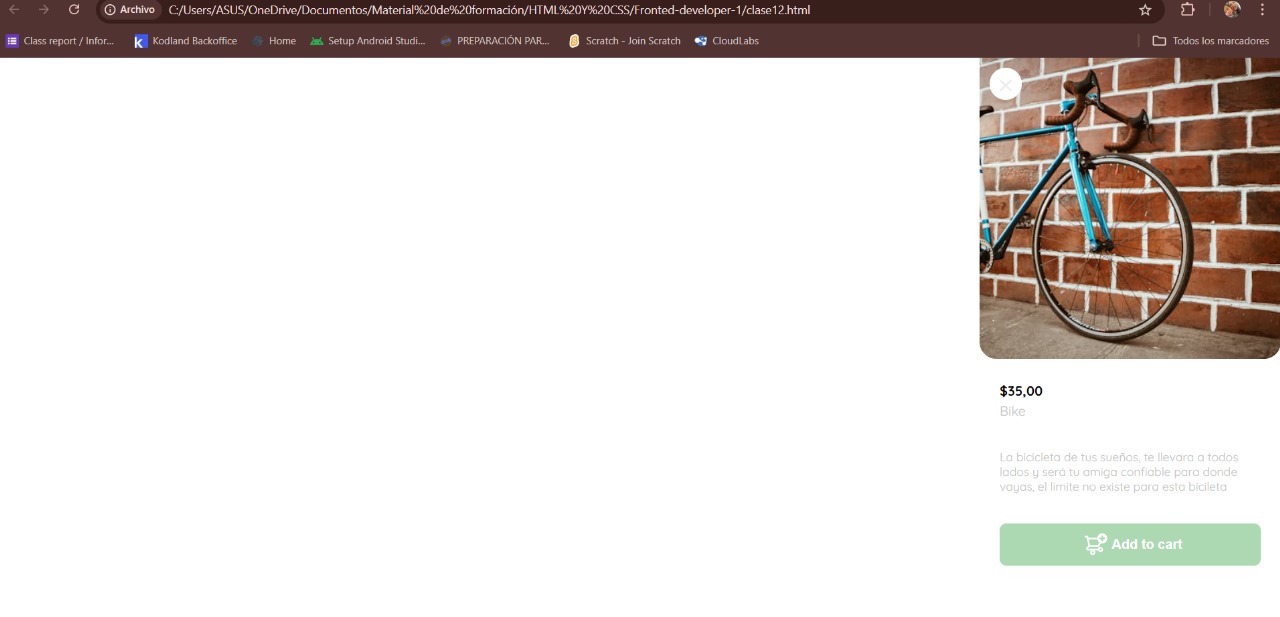 Archivo
C:/Users/ASUS/OneDrive/Documentos/Material%20de%20formación/HTML%20Y%20CSS/Fronted-developer-1/clase12.html
Class report / Infor...
Kodland Backoffice
Home
Setup Android Studi...
PREPARACIÓN PAR...
Scratch - Join Scratch
CloudLabs
Todos los marcadores
$35,00
Bike
La bicicleta de tus sueños, te llevara a todos
lados y será tu amiga confiable para donde
vayas, el limite no existe para esta bicileta
Add to cart